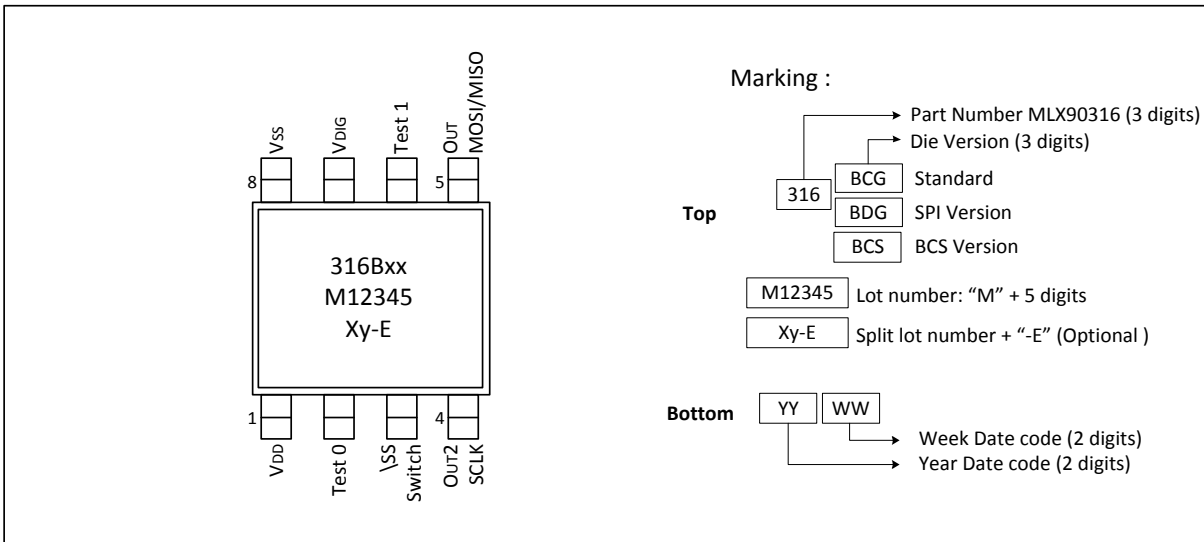 Vss
VDIG
Test 1
OUT
MOSI/MISO
8
5
316Bxx
M12345
Xy-E
1
4
VDD
Test 0
\SS
Switch
OUT2
SCLK
Marking :
Part Number MLX90316 (3 digits)
Die Version (3 digits)
316
BCG Standard
Top
BDG SPI Version
BCS BCS Version
M12345 Lot number: “M” + 5 digits
Xy-E Split lot number + “-E” (Optional )
Bottom YY WW
Week Date code (2 digits)
Year Date code (2 digits)